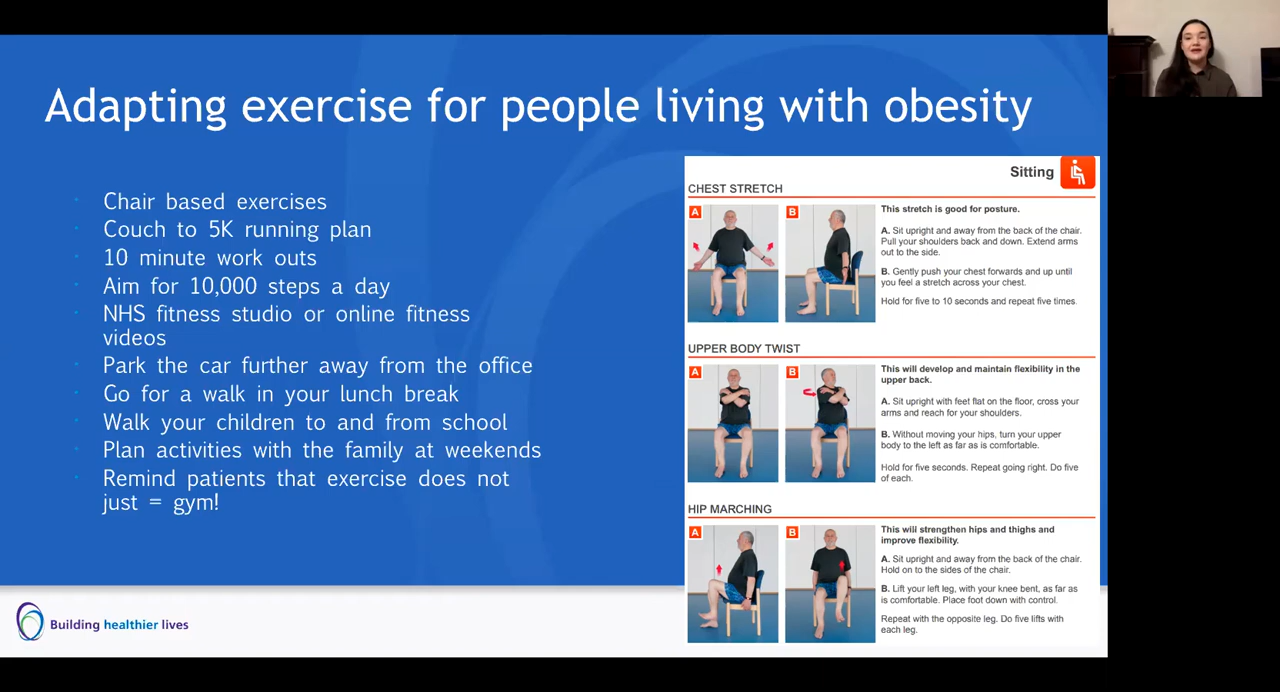 Adapting exercise for people living with obesity
Chair based exercises
Couch to 5K running plan
10 minute work outs
Aim for 10,000 steps a day
NHS fitness studio or online fitness
videos
Park the car further away from the office
Go for a walk in your lunch break
Walk your children to and from school
Plan activities with the family at weekends
Remind patients that exercise does not
just = gym!
Sitting
CHEST STRETCH
A
B
This stretch is good for posture.
A. Sit upright and away from the back of the chair.
Pull your shoulders back and down. Extend arms
out to the side.
B. Gently push your chest forwards and up until
you feel a stretch across your chest.
Hold for five to 10 seconds and repeat five times.
UPPER BODY TWIST
A
B
This will develop and maintain flexibility in the
upper back.
A. Sit upright with feet flat on the floor, cross your
arms and reach for your shoulders.
B. Without moving your hips, turn your upper
body to the left as far as is comfortable.
Hold for five seconds. Repeat going right. Do five
of each.
HIP MARCHING
A
B
This will strengthen hips and thighs and
improve flexibility.
A. Sit upright and away from the back of the chair.
Hold on to the sides of the chair.
B. Lift your left leg, with your knee bent, as far as
is comfortable. Place foot down with control.
Repeat with the opposite leg. Do five lifts with
each leg.
Building healthier lives